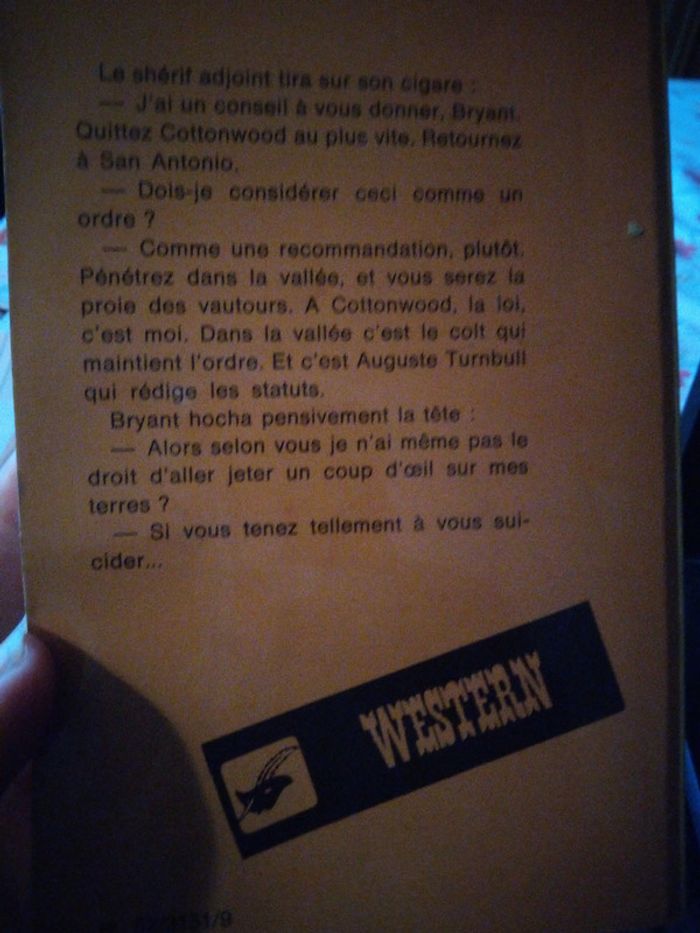 Le shérif adjoint tira sur son cigare :
— J'ai un conseil à vous donner, Bryant.
Quittez Cottonwood au plus vite. Retournez
à San Antonio.
— Dois-je considérer ceci comme un
ordre ?
— Comme une recommandation, plutôt.
Pénétrez dans la vallée, et vous serez la
proie des vautours. A Cottonwood, la loi,
c'est moi. Dans la vallée c'est le colt qui
maintient l'ordre. Et c'est Auguste Turnbull
qui rédige les statuts.
Bryant hocha pensivement la tête :
— Alors selon vous je n'ai même pas le
droit d'aller jeter un coup d'œil sur mes
terres ?
— Si vous tenez tellement à vous sui-
cider...
WESTERN